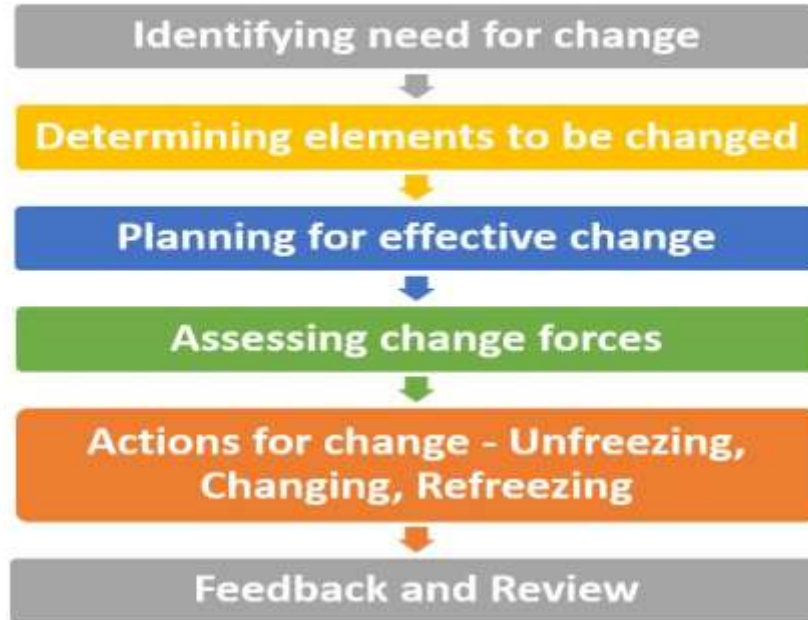 Identifying need for change
Determining elements to be changed
Planning for effective change
Assessing change forces
Actions for change - Unfreezing,
Changing, Refreezing
Feedback and Review